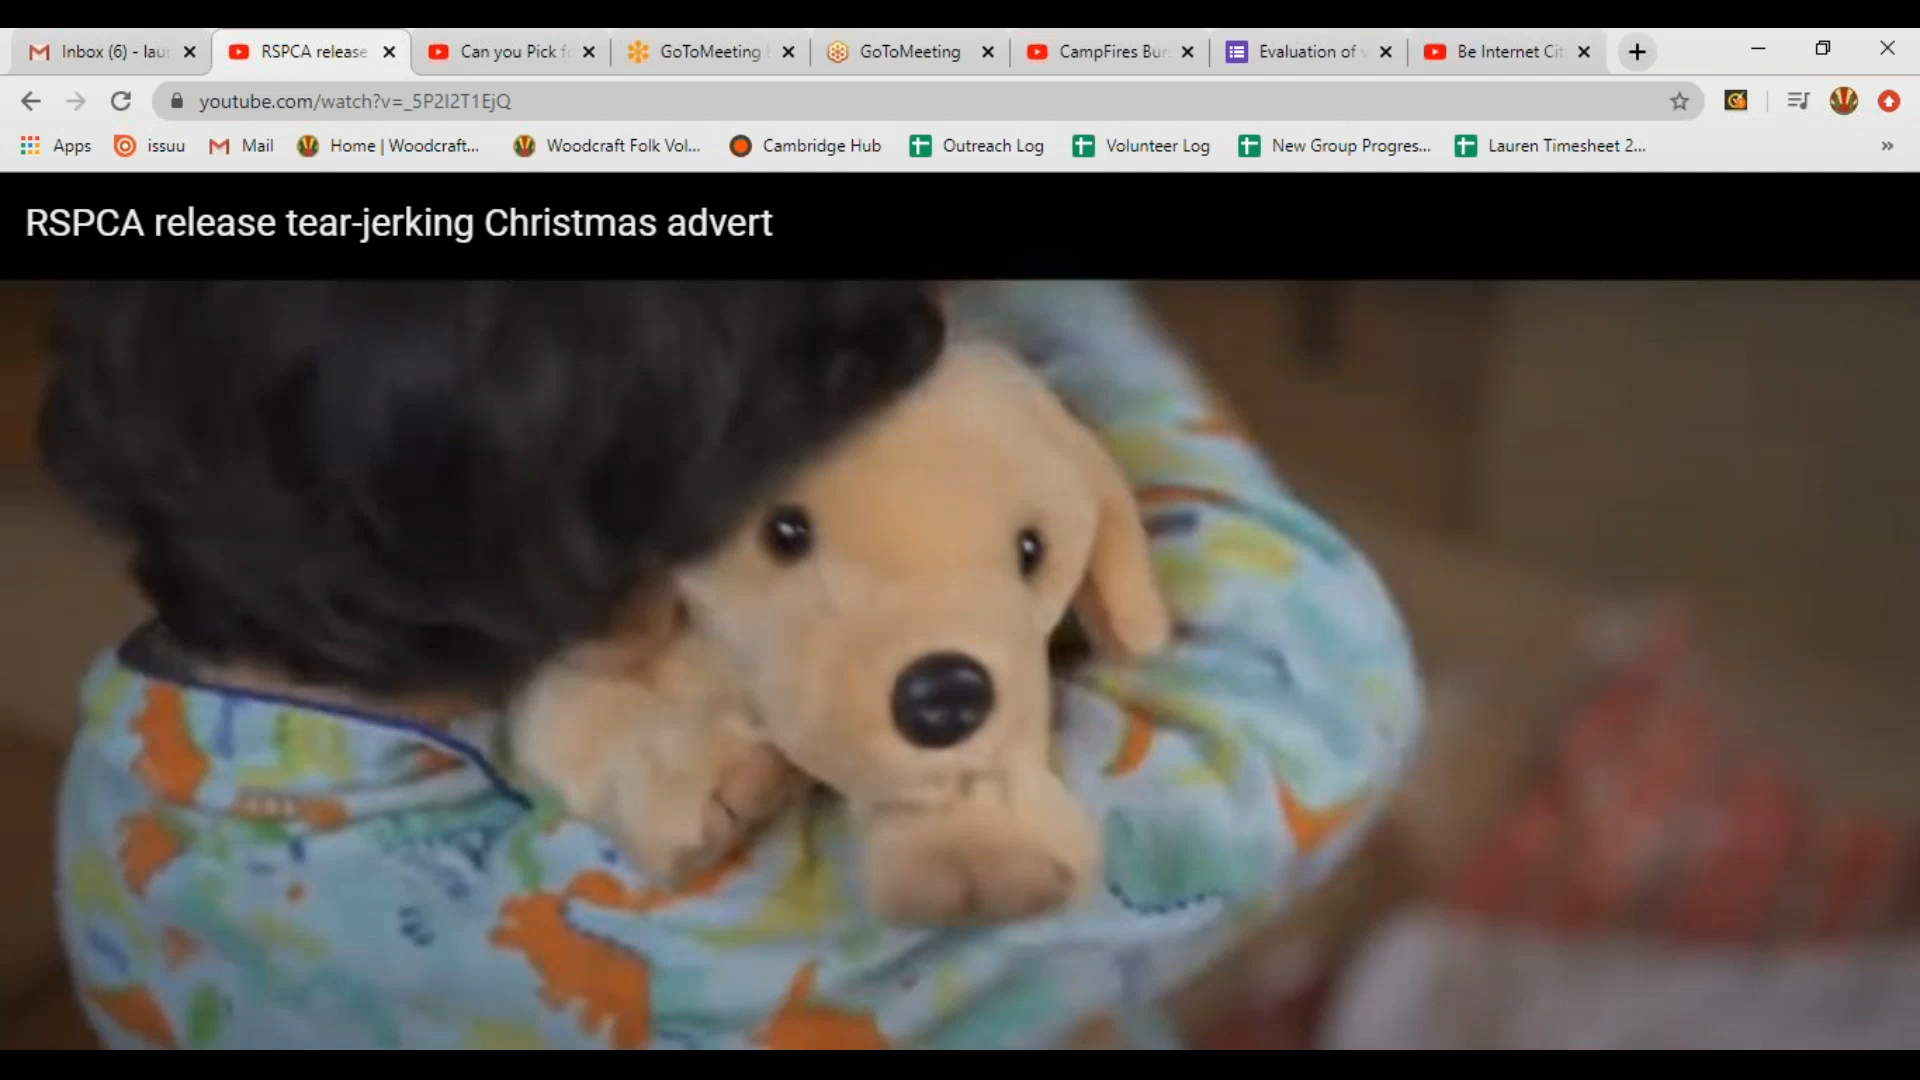 Inbox (6) - lau
RSPCA release
Can you Pick f
GoToMeeting
GoToMeeting
CampFires Bur
Evaluation of
Be Internet Cit
youtube.com/watch?v=_5P2I2T1EjQ
Apps
issuu
Mail
Home | Woodcraft...
Woodcraft Folk Vol...
Cambridge Hub
Outreach Log
Volunteer Log
New Group Progres...
Lauren Timesheet 2...
RSPCA release tear-jerking Christmas advert